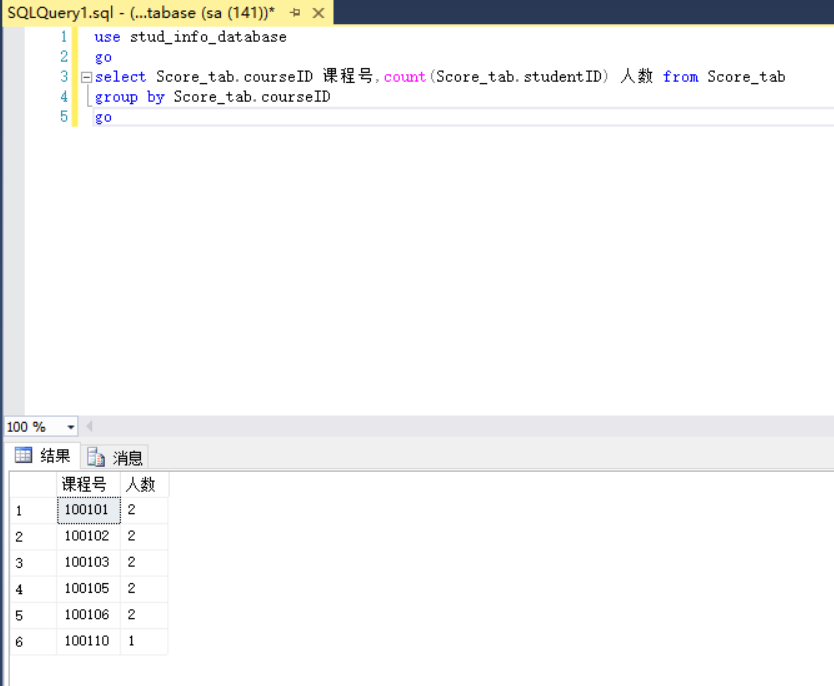 SQLQuery1.sql - (...tabase (sa (141))*
1 use stud_info_database
2 go
3 select Score_tab.courseID 课程号,count(Score_tab.studentID) 人数 from Score_tab
4 group by Score_tab.courseID
5 go
100 %
结果 消息
课程号 人数
1 100101 2
2 100102 2
3 100103 2
4 100105 2
5 100106 2
6 100110 1